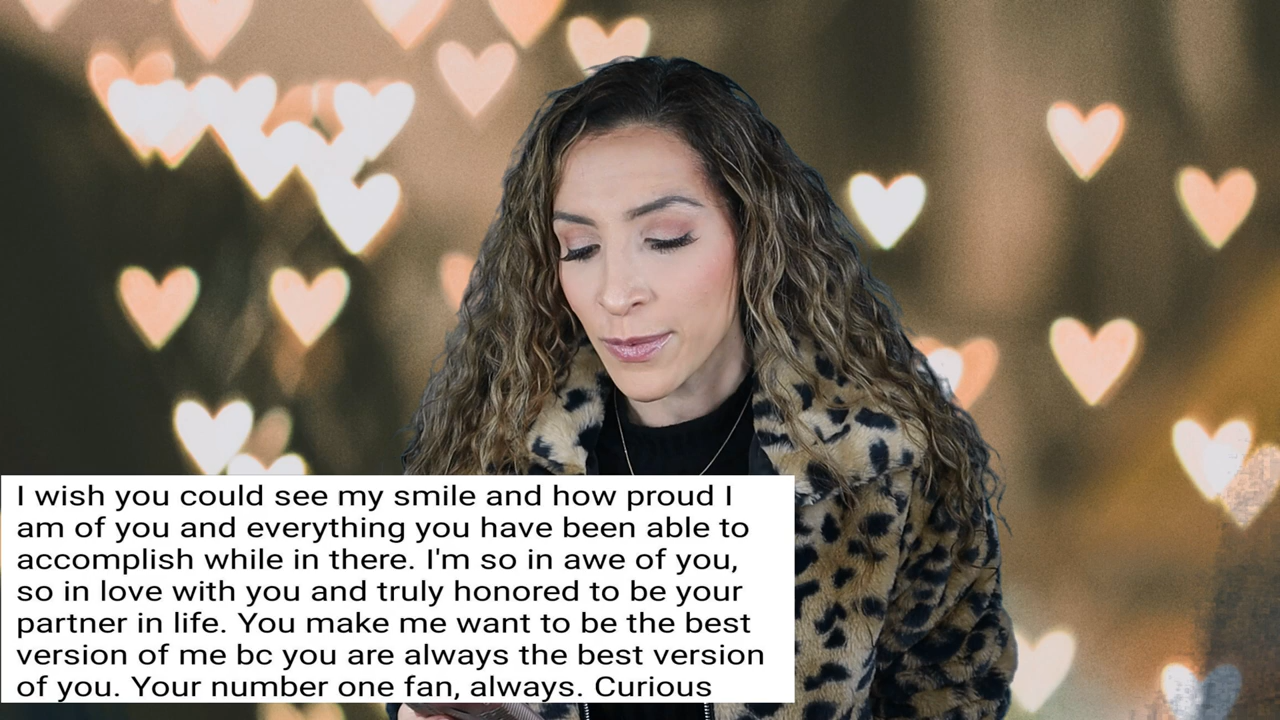 I wish you could see my smile and how proud I
am of you and everything you have been able to
accomplish while in there. I'm so in awe of you,
so in love with you and truly honored to be your
partner in life. You make me want to be the best
version of me bc you are always the best version
of you. Your number one fan, always. Curious